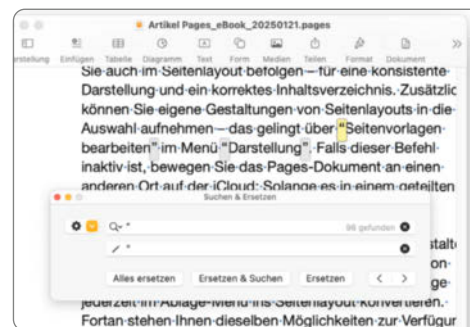 Artikel Pages_eBook_20250121.pages
rstellung Einfügen Tabelle Diagramm Text Form Medien Teilen Format Dokument
Sie auch im Seitenlayout befolgen – für eine konsistente
Darstellung und ein korrektes Inhaltsverzeichnis. Zusätzlic
können Sie eigene Gestaltungen von Seitenlayouts in die
Auswahl aufnehmen – das gelingt über “Seitenvorlagen
bearbeiten” im Menü “Darstellung”. Falls dieser Befehl
inaktiv ist, bewegen Sie das Pages-Dokument an einen
anderen Ort auf der iCloud: Solange es in einem geteilten
Suchen & Ersetzen
" 96 gefunden
"
stalt
on
Alles ersetzen Ersetzen & Suchen Ersetzen < >
ge
jederzeit im Ablage-Menü ins Seitenlayout konvertieren.
Fortan stehen Ihnen dieselben Möglichkeiten zur Verfügur